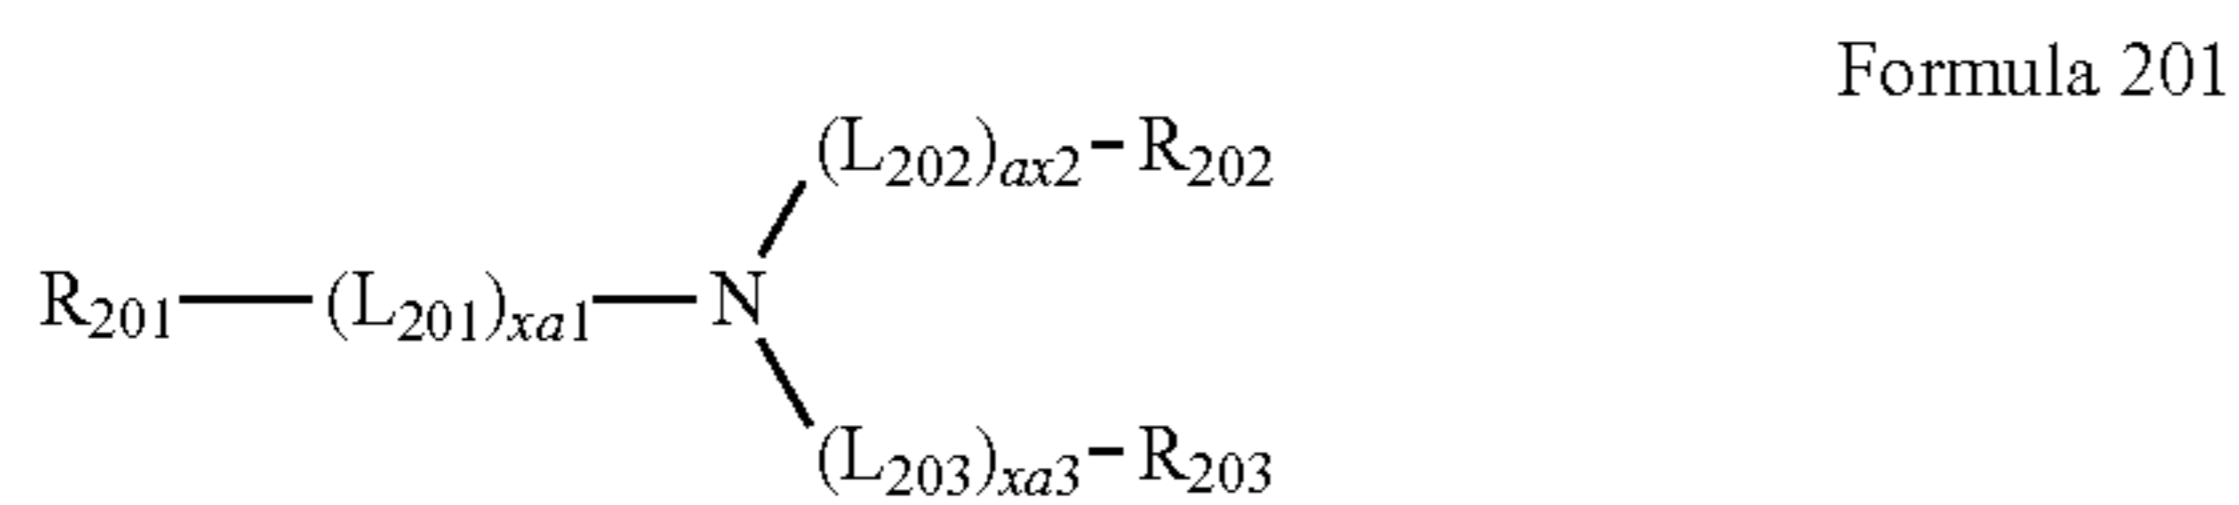 Formula 201
(L202)ax2-R202
R201—(L201)xa1—N
(L203)xa3-R203